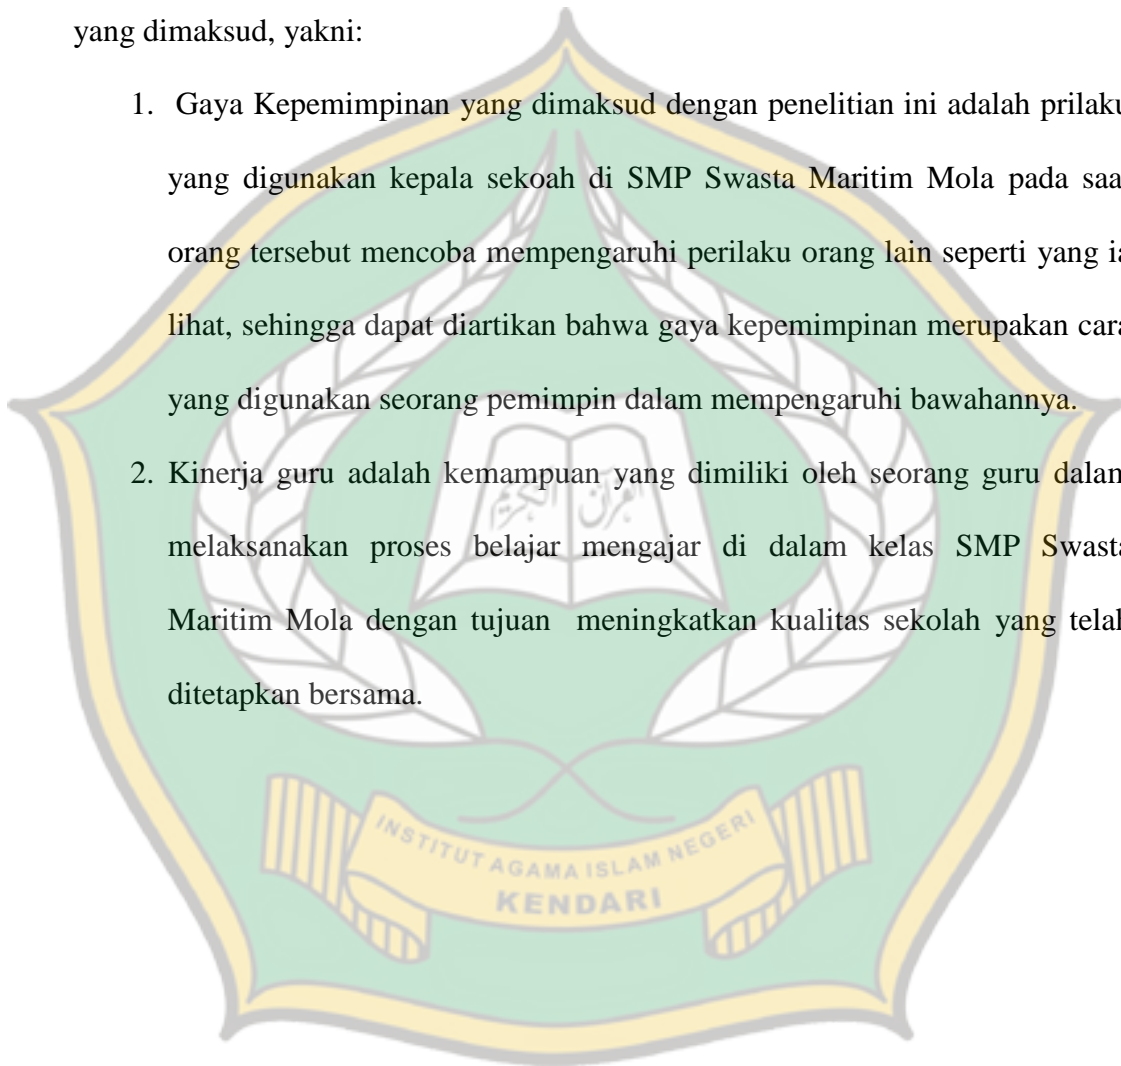 yang dimaksud, yakni:
1. Gaya Kepemimpinan yang dimaksud dengan penelitian ini adalah prilaku
yang digunakan kepala sekoah di SMP Swasta Maritim Mola pada saa
orang tersebut mencoba mempengaruhi perilaku orang lain seperti yang ia
lihat, sehingga dapat diartikan bahwa gaya kepemimpinan merupakan cara
yang digunakan seorang pemimpin dalam mempengaruhi bawahannya.
2. Kinerja guru adalah kemampuan yang dimiliki oleh seorang guru dalam
melaksanakan proses belajar mengajar di dalam kelas SMP Swasta
Maritim Mola dengan tujuan meningkatkan kualitas sekolah yang telah
ditetapkan bersama.
القرآن الكريم
INSTITUT AGAMA ISLAM NEGERI
KENDARI